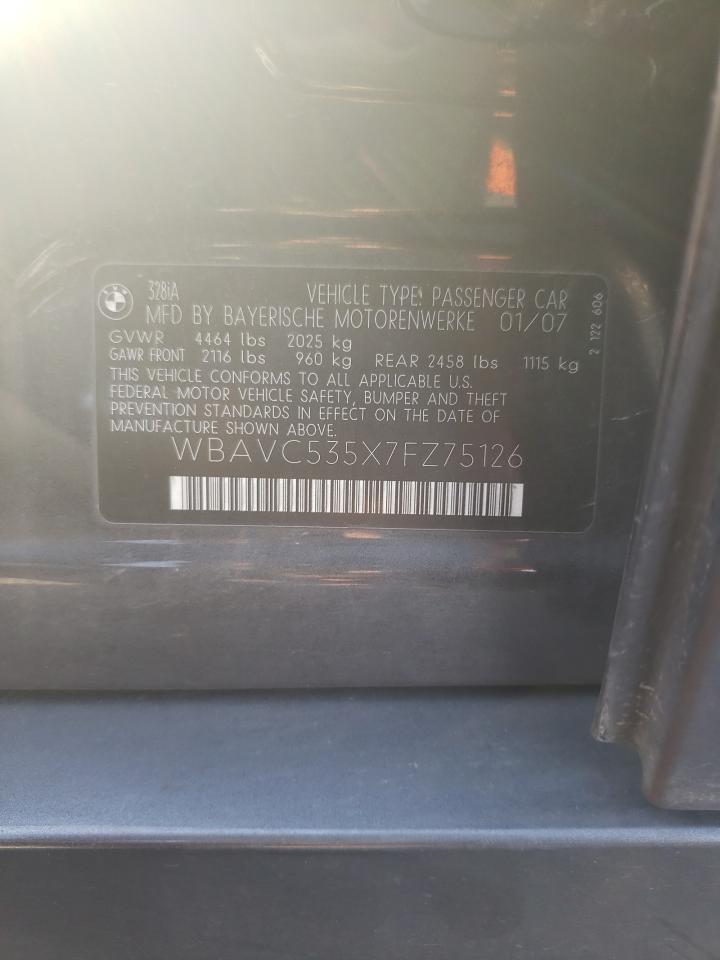 BMW
328iA VEHICLE TYPE: PASSENGER CAR
MFD BY BAYERISCHE MOTORENWERKE 01/07
GVWR 4464 lbs 2025 kg
GAWR FRONT 2116 lbs 960 kg REAR 2458 lbs 1115 kg
THIS VEHICLE CONFORMS TO ALL APPLICABLE U.S.
FEDERAL MOTOR VEHICLE SAFETY, BUMPER AND THEFT
PREVENTION STANDARDS IN EFFECT ON THE DATE OF
MANUFACTURE SHOWN ABOVE.
WBAVC535X7FZ75126
2 122 606